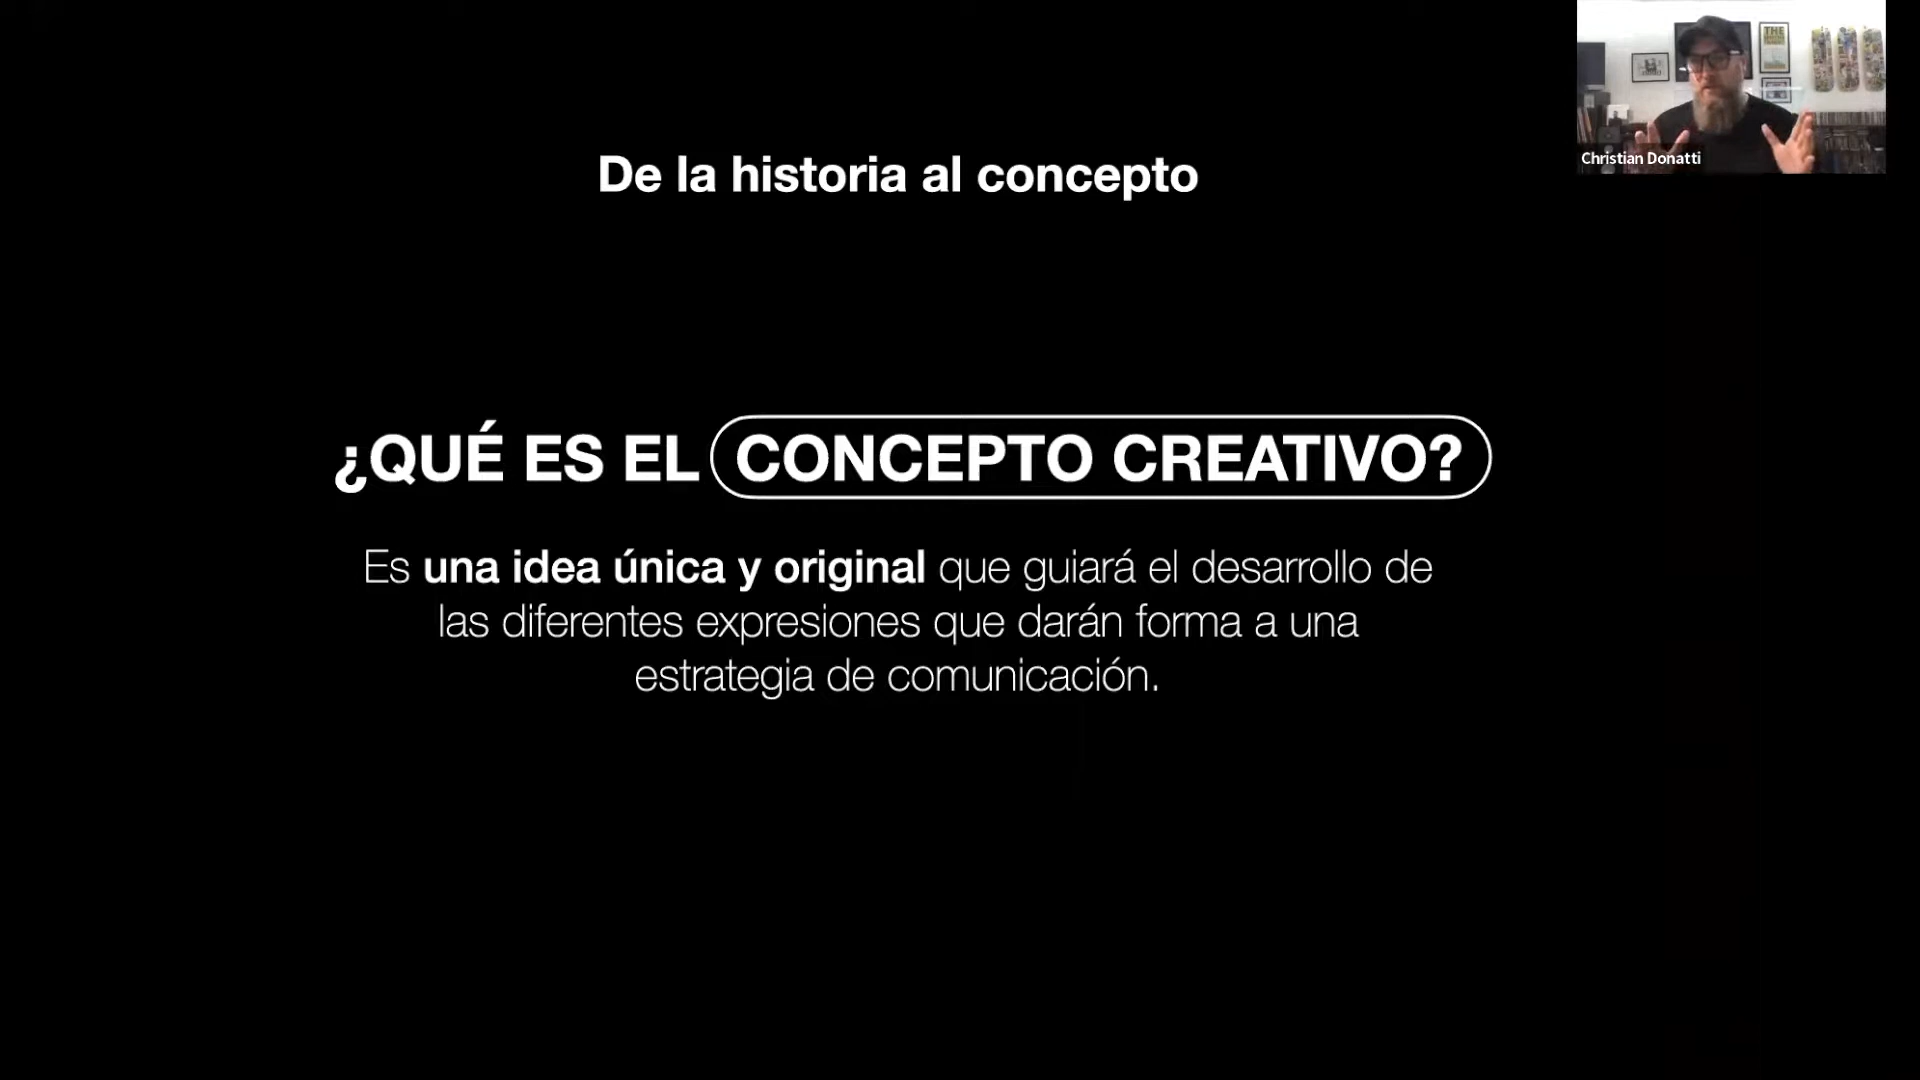 De la historia al concepto
THE
Christian Donatti
¿QUÉ ES EL CONCEPTO CREATIVO?
Es una idea única y original que guiará el desarrollo de
las diferentes expresiones que darán forma a una
estrategia de comunicación.